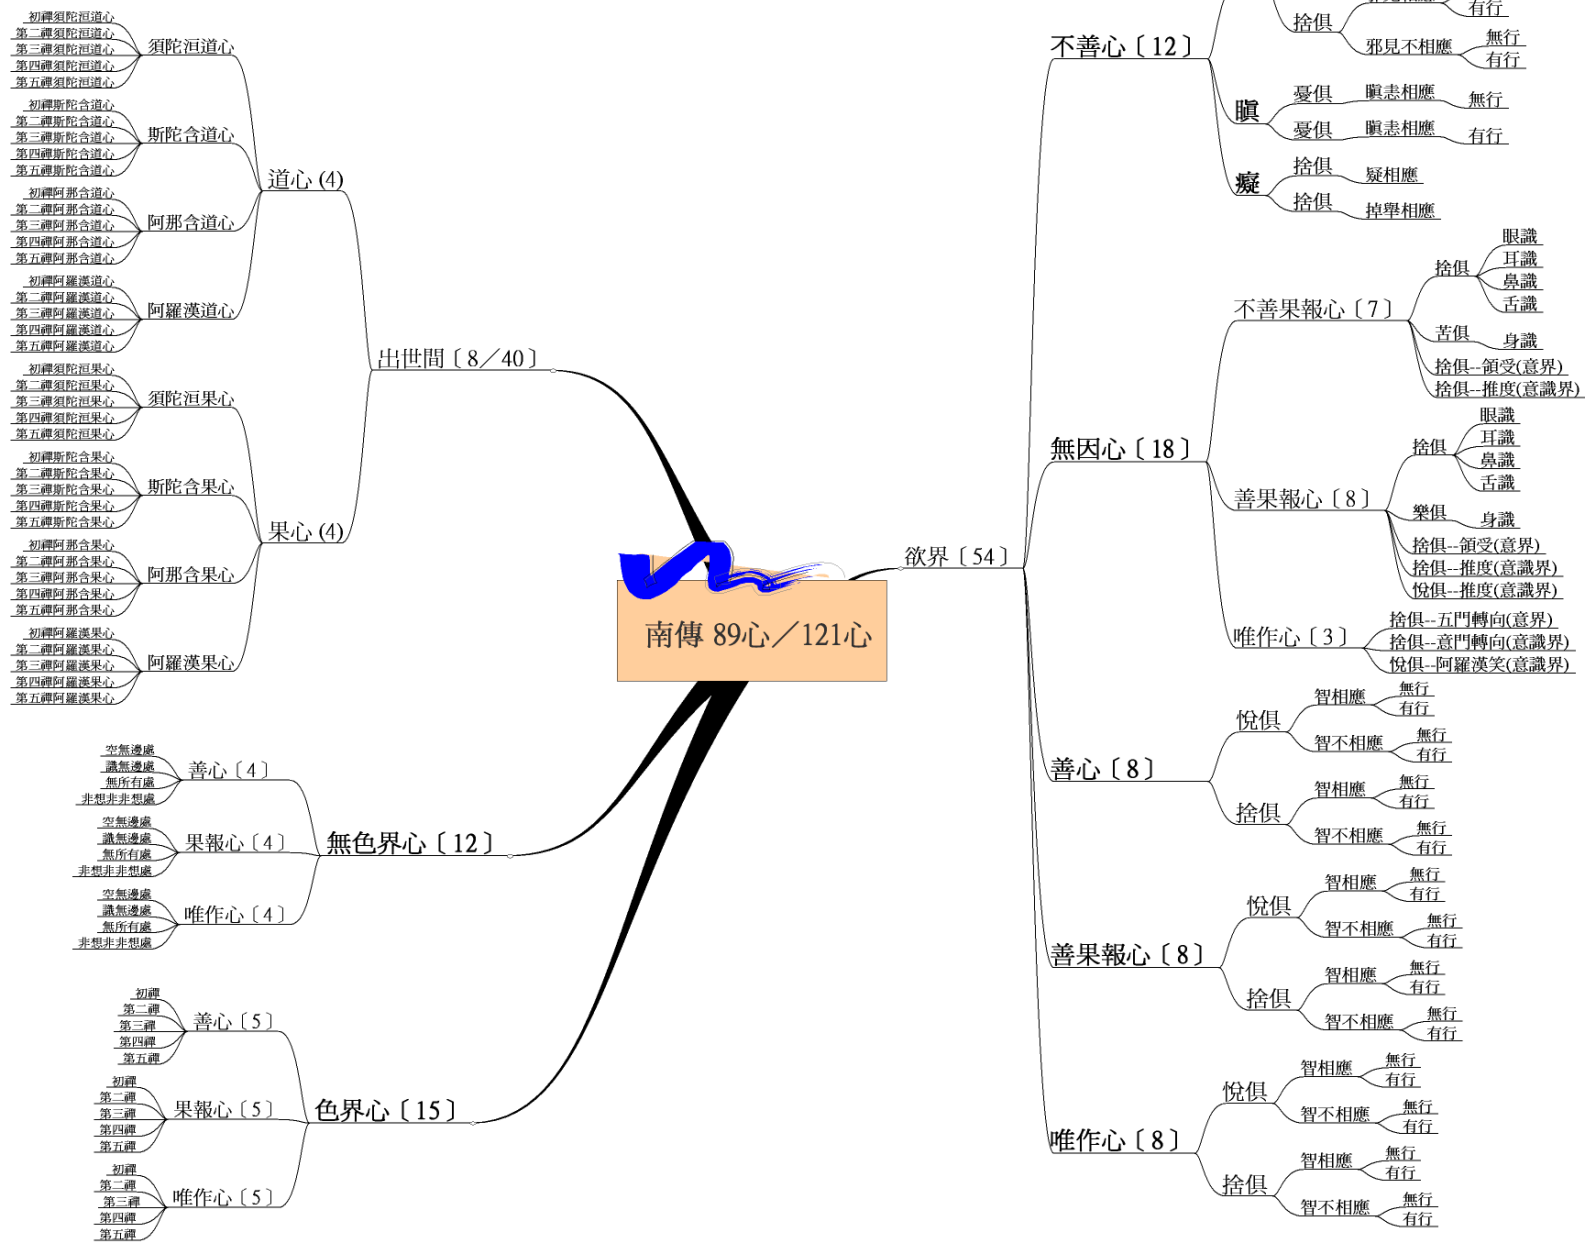 南傳 89心／121心
出世間〔8／40〕
道心 (4)
須陀洹道心
初禪須陀洹道心
第二禪須陀洹道心
第三禪須陀洹道心
第四禪須陀洹道心
第五禪須陀洹道心
斯陀含道心
初禪斯陀含道心
第二禪斯陀含道心
第三禪斯陀含道心
第四禪斯陀含道心
第五禪斯陀含道心
阿那含道心
初禪阿那含道心
第二禪阿那含道心
第三禪阿那含道心
第四禪阿那含道心
第五禪阿那含道心
阿羅漢道心
初禪阿羅漢道心
第二禪阿羅漢道心
第三禪阿羅漢道心
第四禪阿羅漢道心
第五禪阿羅漢道心
果心 (4)
須陀洹果心
初禪須陀洹果心
第二禪須陀洹果心
第三禪須陀洹果心
第四禪須陀洹果心
第五禪須陀洹果心
斯陀含果心
初禪斯陀含果心
第二禪斯陀含果心
第三禪斯陀含果心
第四禪斯陀含果心
第五禪斯陀含果心
阿那含果心
初禪阿那含果心
第二禪阿那含果心
第三禪阿那含果心
第四禪阿那含果心
第五禪阿那含果心
阿羅漢果心
初禪阿羅漢果心
第二禪阿羅漢果心
第三禪阿羅漢果心
第四禪阿羅漢果心
第五禪阿羅漢果心
無色界心〔12〕
善心〔4〕
空無邊處
識無邊處
無所有處
非想非非想處
果報心〔4〕
空無邊處
識無邊處
無所有處
非想非非想處
唯作心〔4〕
空無邊處
識無邊處
無所有處
非想非非想處
色界心〔15〕
善心〔5〕
初禪
第二禪
第三禪
第四禪
第五禪
果報心〔5〕
初禪
第二禪
第三禪
第四禪
第五禪
唯作心〔5〕
初禪
第二禪
第三禪
第四禪
第五禪
欲界〔54〕
不善心〔12〕
捨俱
有行
邪見不相應
無行
有行
瞋
憂俱
瞋恚相應
無行
憂俱
瞋恚相應
有行
癡
捨俱
疑相應
捨俱
掉舉相應
無因心〔18〕
不善果報心〔7〕
捨俱
眼識
耳識
鼻識
舌識
苦俱
身識
捨俱--領受(意界)
捨俱--推度(意識界)
善果報心〔8〕
捨俱
眼識
耳識
鼻識
舌識
樂俱
身識
捨俱--領受(意界)
捨俱--推度(意識界)
悅俱--推度(意識界)
唯作心〔3〕
捨俱--五門轉向(意界)
捨俱--意門轉向(意識界)
悅俱--阿羅漢笑(意識界)
善心〔8〕
悅俱
智相應
無行
有行
智不相應
無行
有行
捨俱
智相應
無行
有行
智不相應
無行
有行
善果報心〔8〕
悅俱
智相應
無行
有行
智不相應
無行
有行
捨俱
智相應
無行
有行
智不相應
無行
有行
唯作心〔8〕
悅俱
智相應
無行
有行
智不相應
無行
有行
捨俱
智相應
無行
有行
智不相應
無行
有行